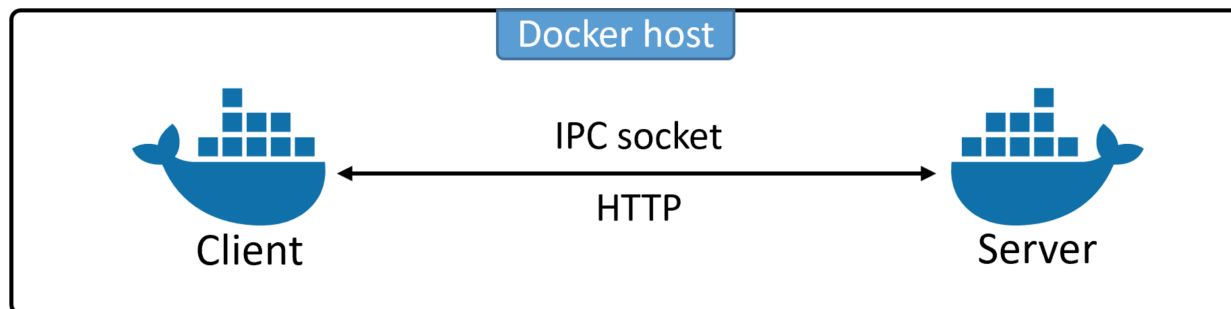 Docker host
IPC socket
HTTP
Client
Server